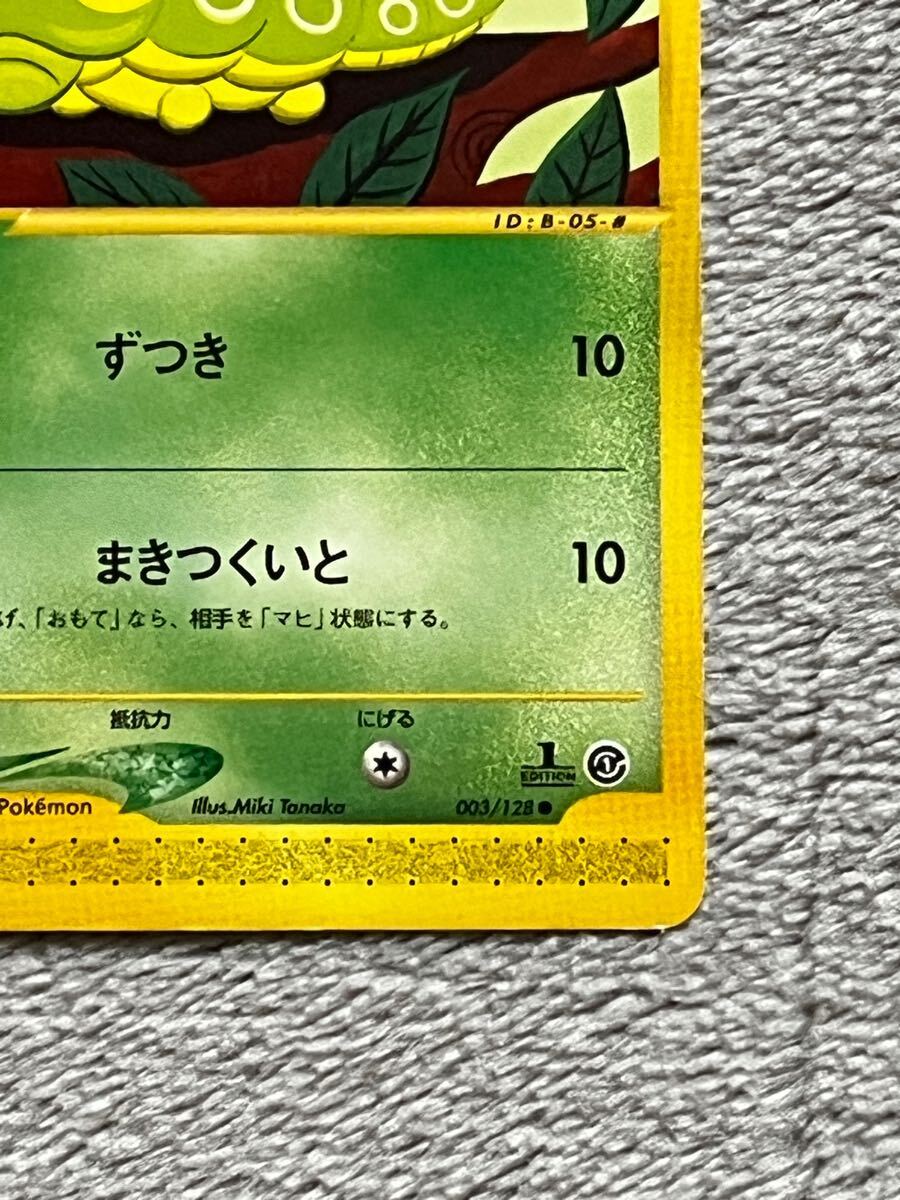 ID:B-05-#
ずつき 10
まきつくいと 10
げ、「おもて」なら、相手を「マヒ」状態にする。
抵抗力 にげる
1
EDITION
Pokémon Illus.Miki Tanaka 003/128 ●